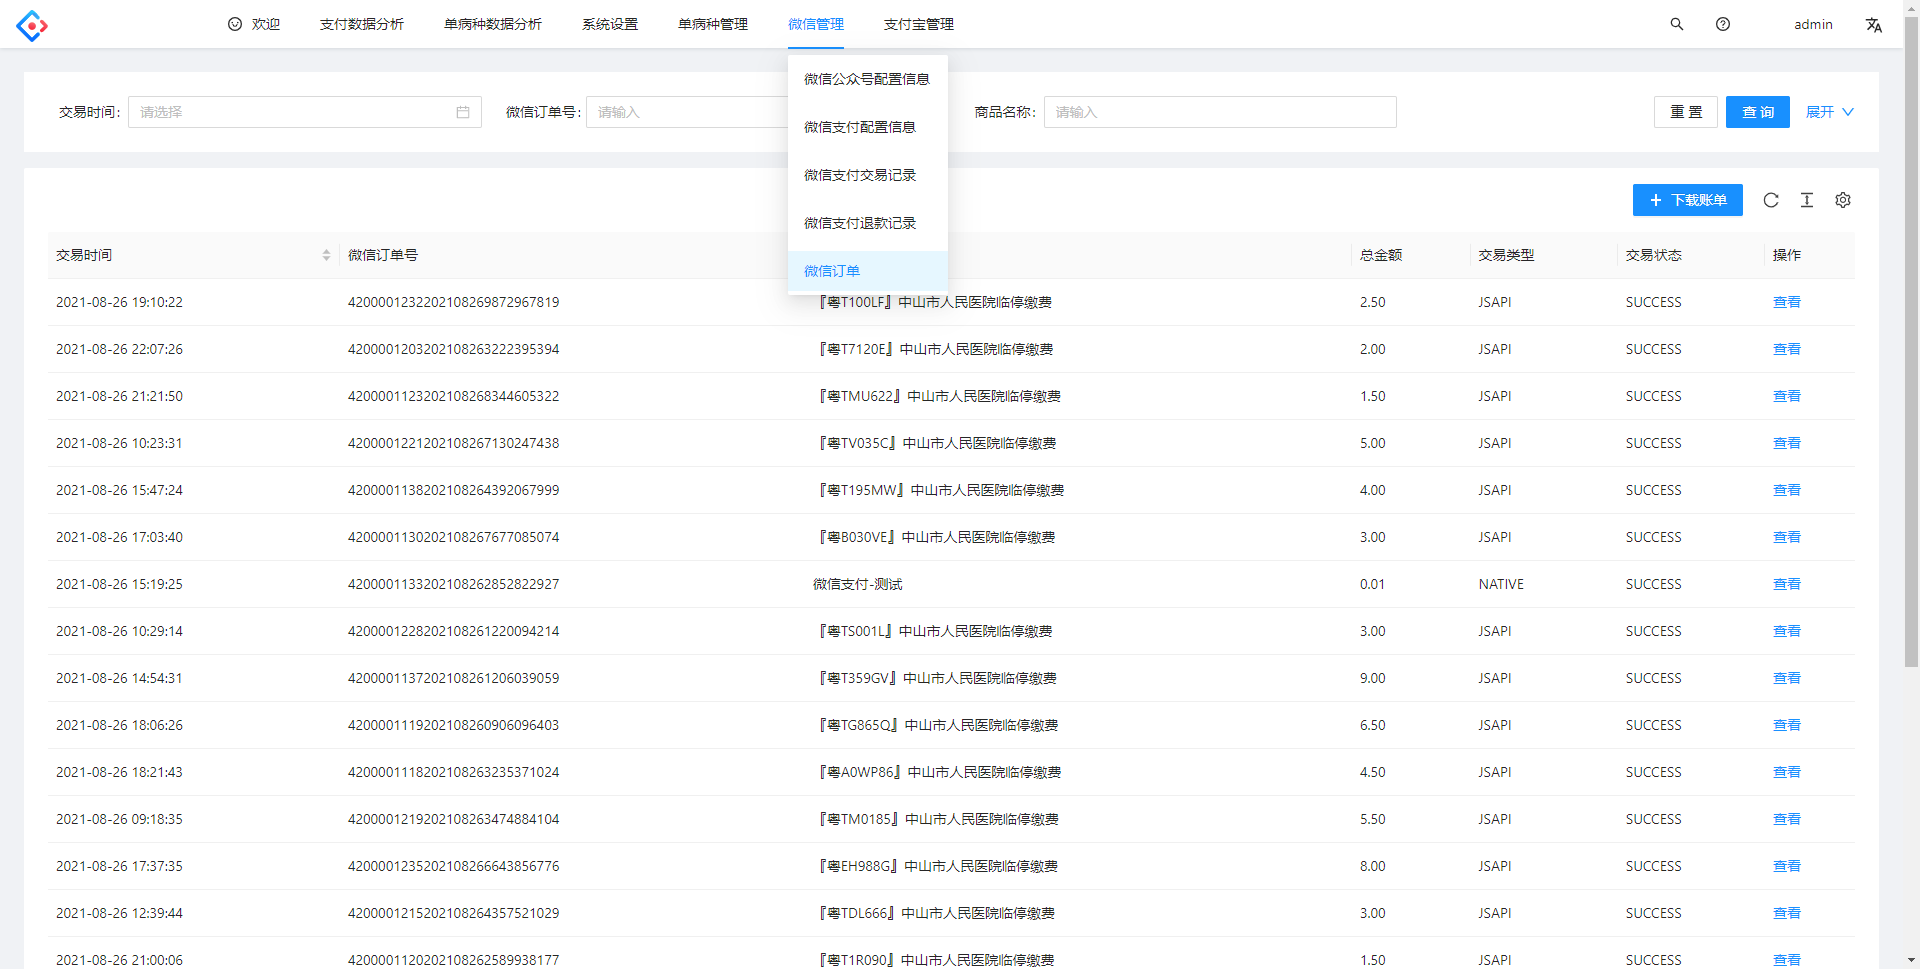 欢迎 支付数据分析 单病种数据分析 系统设置 单病种管理 微信管理 支付宝管理 admin
微信公众号配置信息
微信支付配置信息
微信支付交易记录
微信支付退款记录
微信订单
交易时间: 请选择 微信订单号: 请输入 商品名称: 请输入 重 置 查 询 展开
+ 下载账单
交易时间 微信订单号 总金额 交易类型 交易状态 操作
2021-08-26 19:10:22 4200001232202108269872967819 『粤T100LF』中山市人民医院临停缴费 2.50 JSAPI SUCCESS 查看
2021-08-26 22:07:26 4200001203202108263222395394 『粤T7120E』中山市人民医院临停缴费 2.00 JSAPI SUCCESS 查看
2021-08-26 21:21:50 4200001123202108268344605322 『粤TMU622』中山市人民医院临停缴费 1.50 JSAPI SUCCESS 查看
2021-08-26 10:23:31 4200001221202108267130247438 『粤TV035C』中山市人民医院临停缴费 5.00 JSAPI SUCCESS 查看
2021-08-26 15:47:24 4200001138202108264392067999 『粤T195MW』中山市人民医院临停缴费 4.00 JSAPI SUCCESS 查看
2021-08-26 17:03:40 4200001130202108267677085074 『粤B030VE』中山市人民医院临停缴费 3.00 JSAPI SUCCESS 查看
2021-08-26 15:19:25 4200001133202108262852822927 微信支付-测试 0.01 NATIVE SUCCESS 查看
2021-08-26 10:29:14 4200001228202108261220094214 『粤TS001L』中山市人民医院临停缴费 3.00 JSAPI SUCCESS 查看
2021-08-26 14:54:31 4200001137202108261206039059 『粤T359GV』中山市人民医院临停缴费 9.00 JSAPI SUCCESS 查看
2021-08-26 18:06:26 4200001119202108260906096403 『粤TG865Q』中山市人民医院临停缴费 6.50 JSAPI SUCCESS 查看
2021-08-26 18:21:43 4200001118202108263235371024 『粤A0WP86』中山市人民医院临停缴费 4.50 JSAPI SUCCESS 查看
2021-08-26 09:18:35 4200001219202108263474884104 『粤TM0185』中山市人民医院临停缴费 5.50 JSAPI SUCCESS 查看
2021-08-26 17:37:35 4200001235202108266643856776 『粤EH988G』中山市人民医院临停缴费 8.00 JSAPI SUCCESS 查看
2021-08-26 12:39:44 4200001215202108264357521029 『粤TDL666』中山市人民医院临停缴费 3.00 JSAPI SUCCESS 查看
2021-08-26 21:00:06 4200001120202108262589938177 『粤T1R090』中山市人民医院临停缴费 1.50 JSAPI SUCCESS 查看